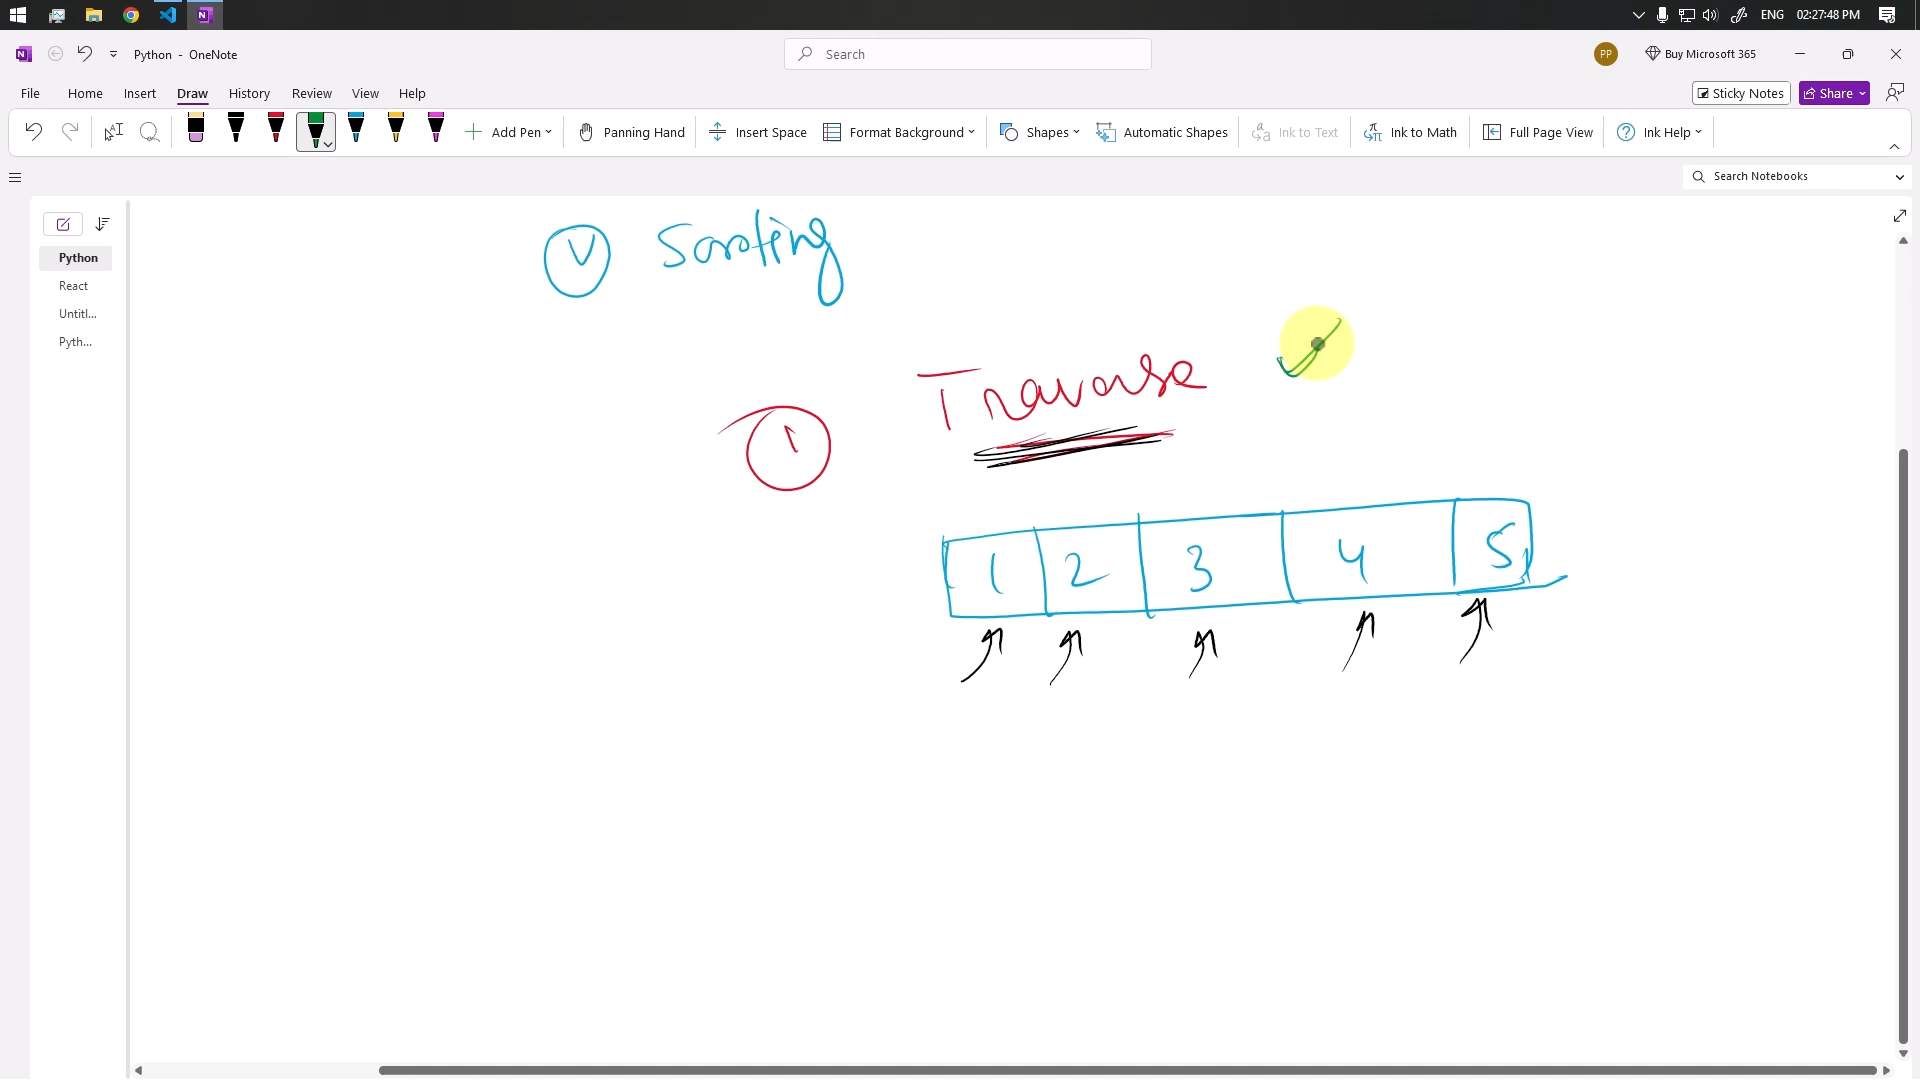 ENG 02:27:48 PM
Python - OneNote
Search
PP
Buy Microsoft 365
File Home Insert Draw History Review View Help
Sticky Notes Share
Add Pen Panning Hand Insert Space Format Background Shapes Automatic Shapes Ink to Text Ink to Math Full Page View Ink Help
Search Notebooks
Python
React
Untitl...
Pyth...
V Sorting
Traverse
1
1 2 3 4 5